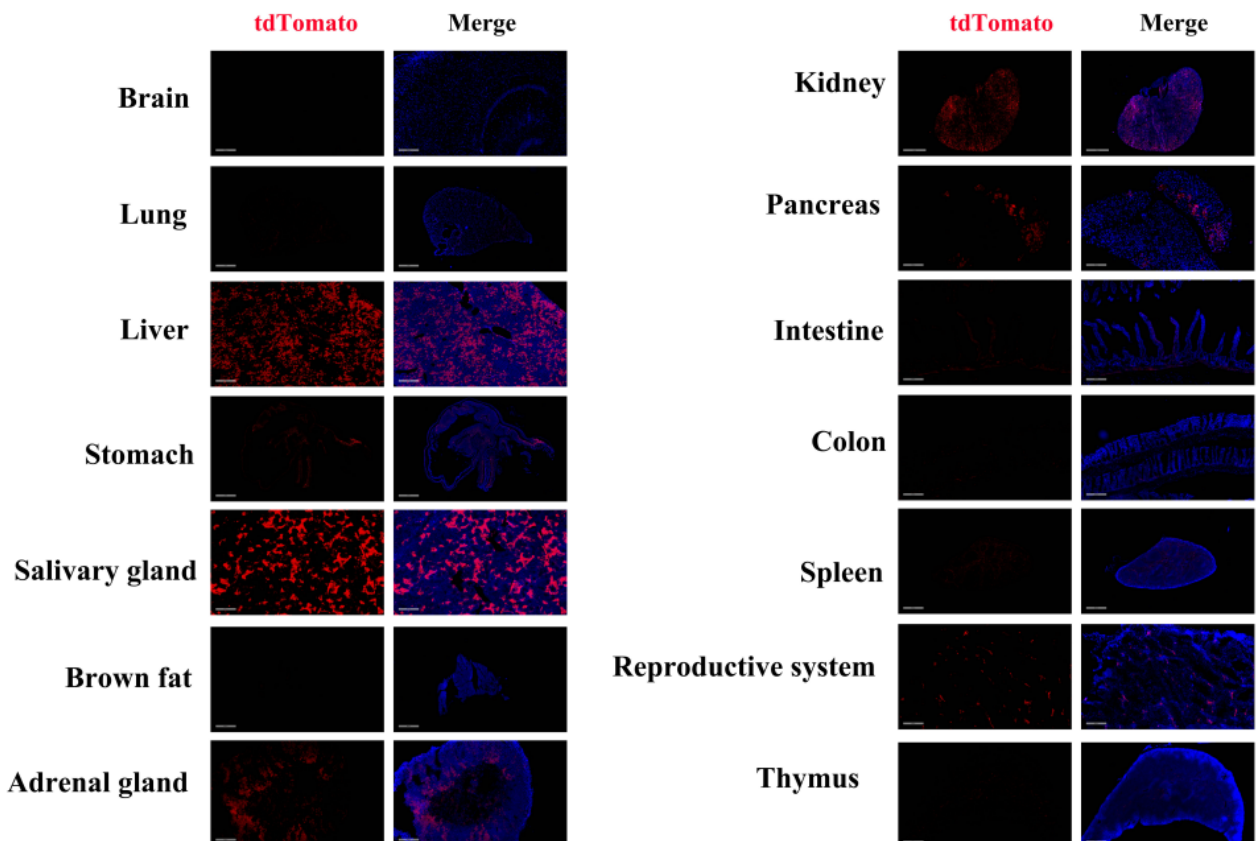 tdTomato Merge
Brain
Lung
Liver
Stomach
Salivary gland
Brown fat
Adrenal gland
tdTomato Merge
Kidney
Pancreas
Intestine
Colon
Spleen
Reproductive system
Thymus